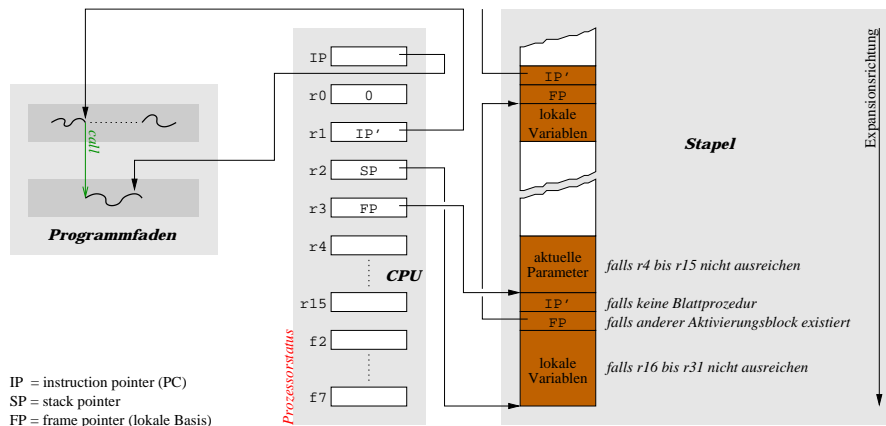 call
Programmfaden
IP = instruction pointer (PC)
SP = stack pointer
FP = frame pointer (lokale Basis)
Prozessorstatus
IP
r0 0
r1 IP'
r2 SP
r3 FP
r4
CPU
r15
f2
f7
IP'
FP
lokale
Variablen
Stapel
Expansionsrichtung
aktuelle
Parameter
falls r4 bis r15 nicht ausreichen
IP' falls keine Blattprozedur
FP falls anderer Aktivierungsblock existiert
lokale
Variablen
falls r16 bis r31 nicht ausreichen